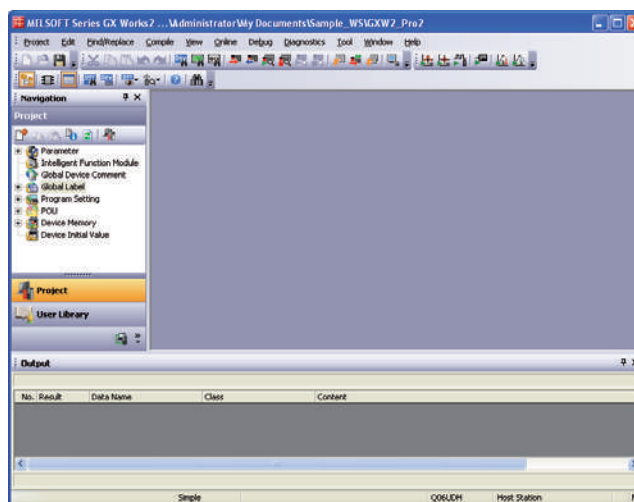 MELSOFT Series GX Works2 ...\Administrator\My Documents\Sample_WS\GXW2_Pro2
Project Edit Find/Replace Compile View Online Debug Diagnostics Tool Window Help
Navigation
Project
Parameter
Intelligent Function Module
Global Device Comment
Global Label
Program Setting
POU
Device Memory
Device Initial Value
Project
User Library
Output
No. Result Data Name Class Content
Simple Q06UDH Host Station